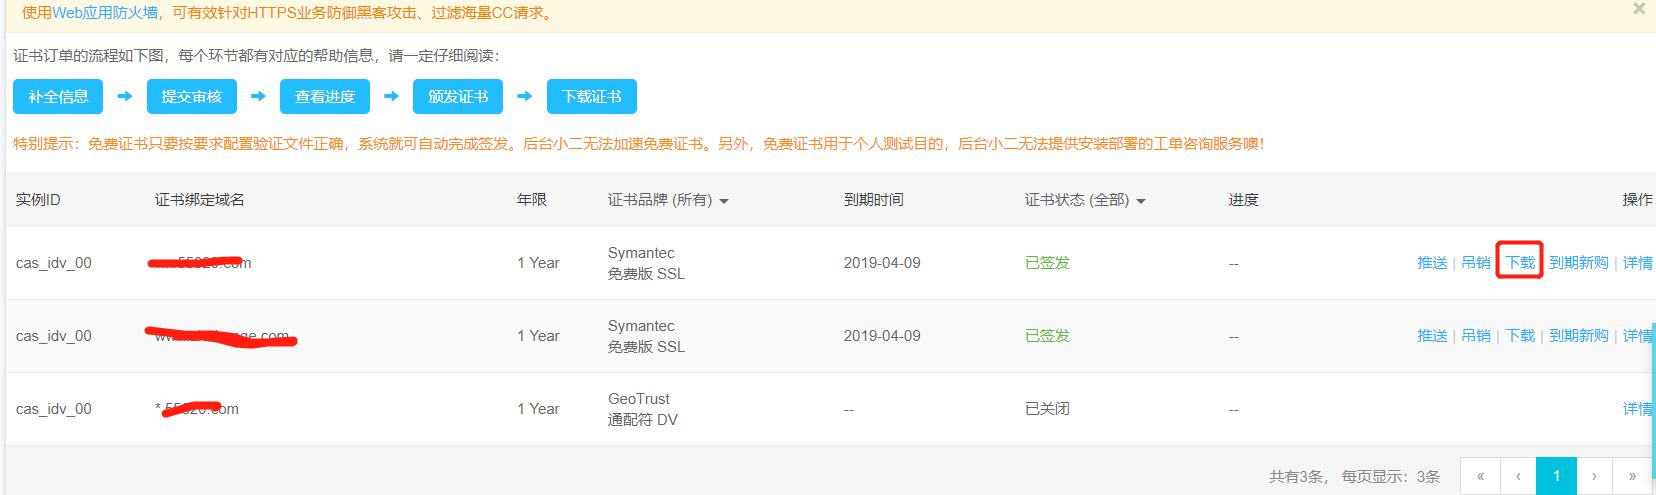 使用Web应用防火墙，可有效针对HTTPS业务防御黑客攻击、过滤海量CC请求。
证书订单的流程如下图，每个环节都有对应的帮助信息，请一定仔细阅读：
补全信息 提交审核 查看进度 颁发证书 下载证书
特别提示：免费证书只要按要求配置验证文件正确，系统就可自动完成签发。后台小二无法加速免费证书。另外，免费证书用于个人测试目的，后台小二无法提供安装部署的工单咨询服务噢！
实例ID 证书绑定域名 年限 证书品牌 (所有) 到期时间 证书状态 (全部) 进度 操作
Symantec
cas_idv_00 .com 1 Year 2019-04-09 已签发 -- 推送 | 吊销 | 下载 | 到期新购 | 详情
免费版 SSL
Symantec
cas_idv_00 .com 1 Year 2019-04-09 已签发 -- 推送 | 吊销 | 下载 | 到期新购 | 详情
免费版 SSL
GeoTrust
cas_idv_00 *. .com 1 Year -- 已关闭 -- 详情
通配符 DV
共有3条， 每页显示：3条 « ‹ 1 › »